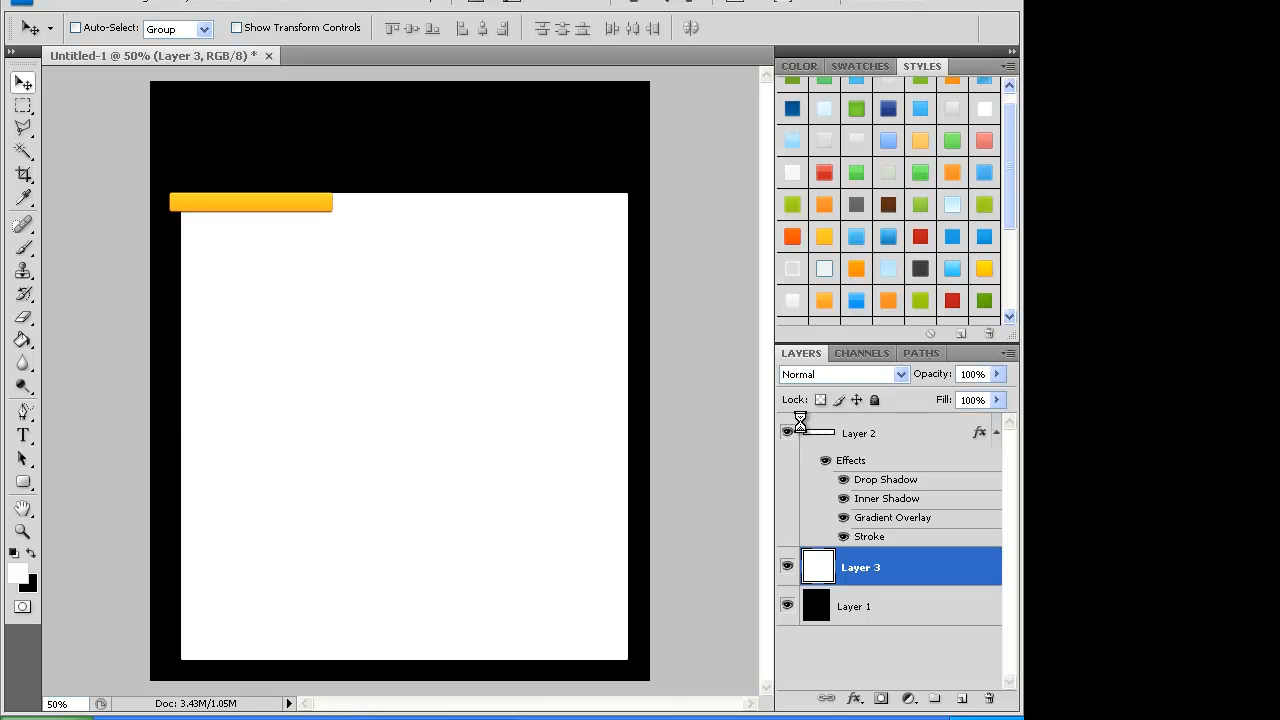 Auto-Select: Group Show Transform Controls
Untitled-1 @ 50% (Layer 3, RGB/8) *
COLOR SWATCHES STYLES
LAYERS CHANNELS PATHS
Normal Opacity: 100%
Lock: Fill: 100%
Layer 2 fx
Effects
Drop Shadow
Inner Shadow
Gradient Overlay
Stroke
Layer 3
Layer 1
50% Doc: 3.43M/1.05M
fx